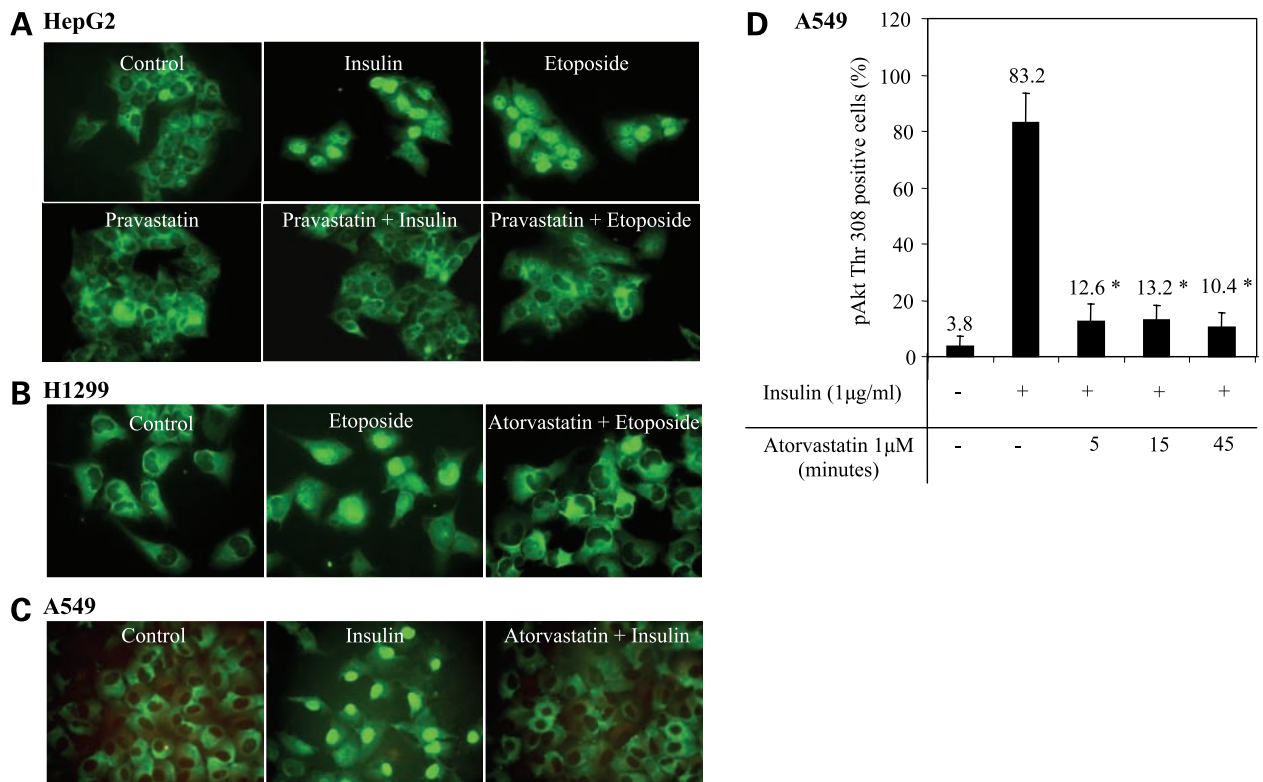 A HepG2
Control
Insulin
Etoposide
Pravastatin
Pravastatin + Insulin
Pravastatin + Etoposide
B H1299
Control
Etoposide
Atorvastatin + Etoposide
C A549
Control
Insulin
Atorvastatin + Insulin
D A549
pAkt Thr 308 positive cells (%)
120
100
80
60
40
20
0
3.8
83.2
12.6 *
13.2 *
10.4 *
Insulin (1µg/ml) - + + + +
Atorvastatin 1µM - - 5 15 45
(minutes)